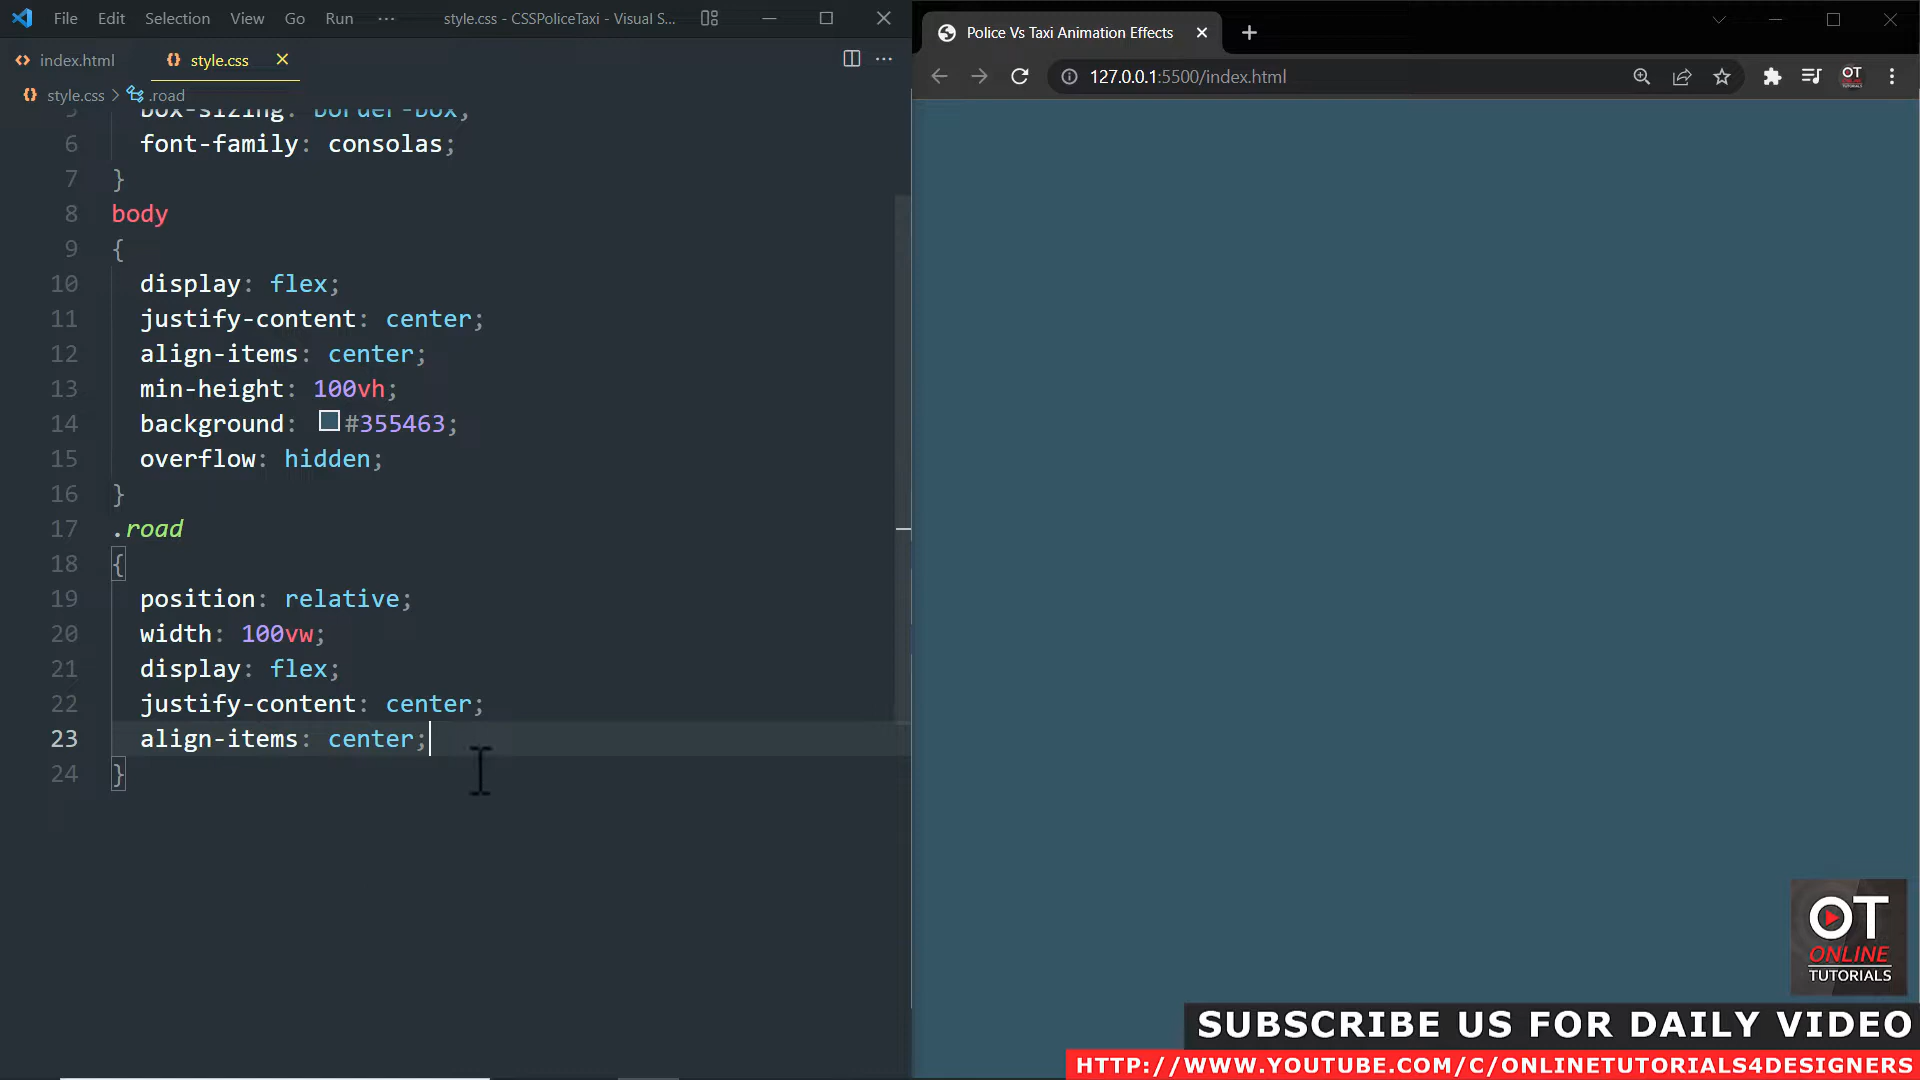 File Edit Selection View Go Run ··· style.css - CSSPoliceTaxi - Visual S...
index.html style.css
style.css > .road
5 box-sizing: border-box;
6 font-family: consolas;
7 }
8 body
9 {
10 display: flex;
11 justify-content: center;
12 align-items: center;
13 min-height: 100vh;
14 background: #355463;
15 overflow: hidden;
16 }
17 .road
18 {
19 position: relative;
20 width: 100vw;
21 display: flex;
22 justify-content: center;
23 align-items: center;
24 }
Police Vs Taxi Animation Effects
127.0.0.1:5500/index.html
OT
OT
ONLINE
TUTORIALS
SUBSCRIBE US FOR DAILY VIDEO
HTTP://WWW.YOUTUBE.COM/C/ONLINETUTORIALS4DESIGNERS